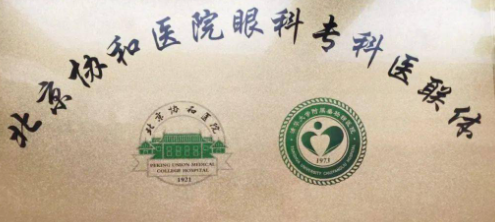 北京协和医院眼科专科医联体
北京协和医院
PEKING UNION MEDICAL
COLLEGE HOSPITAL
1921